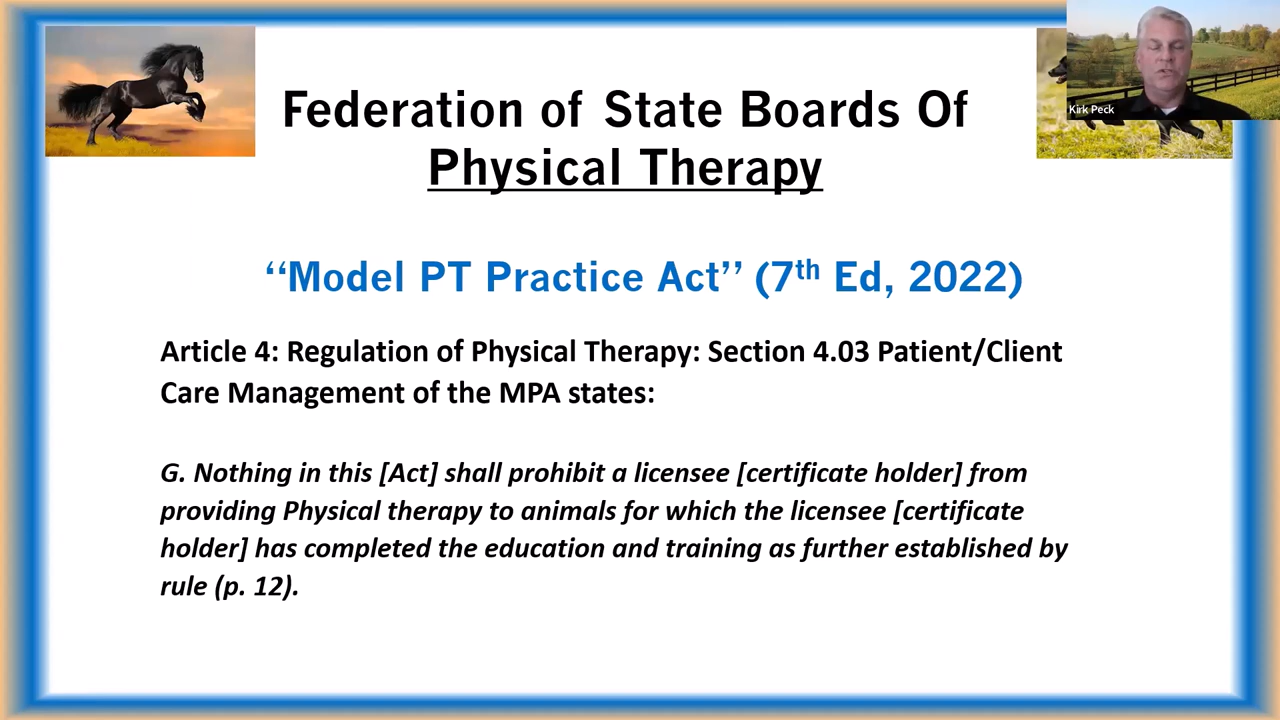 Federation of State Boards Of
Physical Therapy
Kirk Peck
‘‘Model PT Practice Act’’ (7th Ed, 2022)
Article 4: Regulation of Physical Therapy: Section 4.03 Patient/Client
Care Management of the MPA states:
G. Nothing in this [Act] shall prohibit a licensee [certificate holder] from
providing Physical therapy to animals for which the licensee [certificate
holder] has completed the education and training as further established by
rule (p. 12).